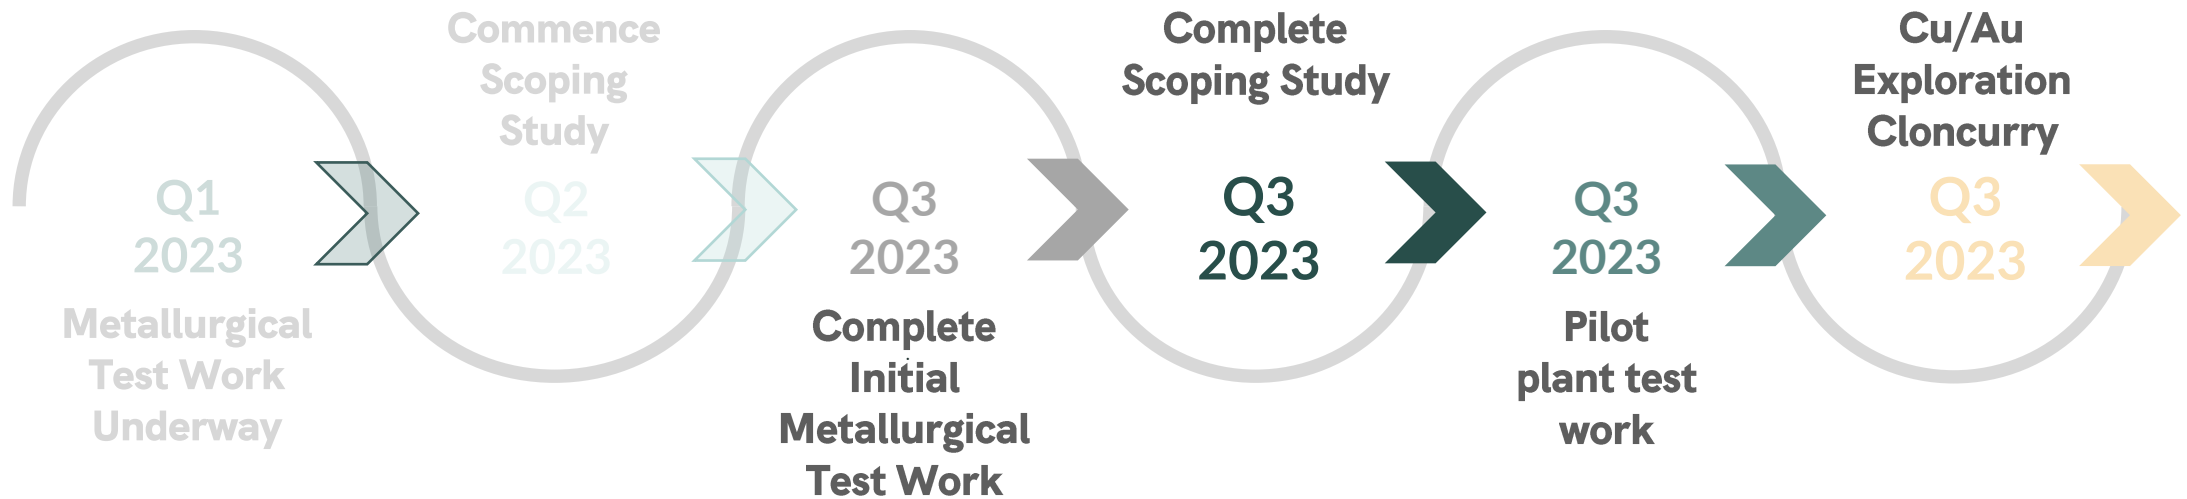 Q1
2023
Metallurgical
Test Work
Underway
Commence
Scoping
Study
Q2
2023
Q3
2023
Complete
Initial
Metallurgical
Test Work
Complete
Scoping Study
Q3
2023
Q3
2023
Pilot
plant test
work
Cu/Au
Exploration
Cloncurry
Q3
2023